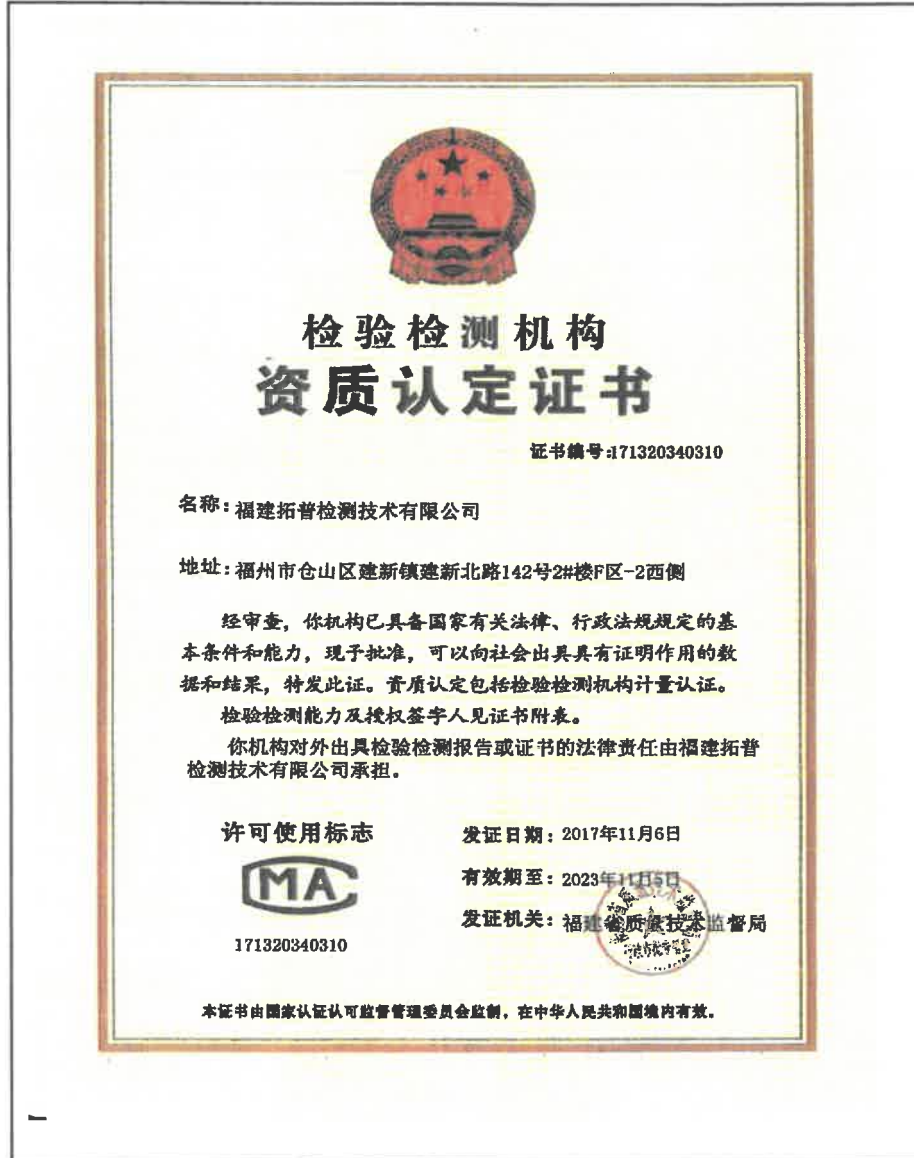 检验检测机构
资质认定证书
证书编号:171320340310
名称:福建拓普检测技术有限公司
地址:福州市仓山区建新镇建新北路142号2#楼F区-2西侧
经审查,你机构已具备国家有关法律、行政法规规定的基
本条件和能力,现予批准,可以向社会出具具有证明作用的数
据和结果,特发此证。资质认定包括检验检测机构计量认证。
检验检测能力及授权签字人见证书附表。
你机构对外出具检验检测报告或证书的法律责任由福建拓普
检测技术有限公司承担。
许可使用标志
MA
171320340310
发证日期:2017年11月6日
有效期至:2023年11月5日
发证机关:福建省质量技术监督局
本证书由国家认证认可监督管理委员会监制,在中华人民共和国境内有效。